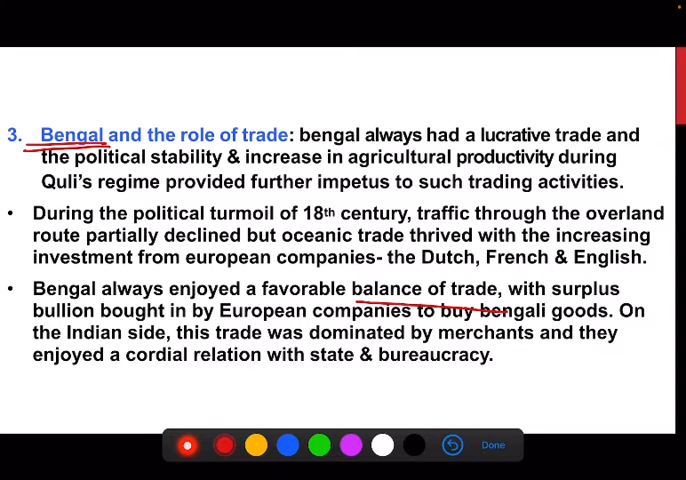 3. Bengal and the role of trade: bengal always had a lucrative trade and
the political stability & increase in agricultural productivity during
Quli's regime provided further impetus to such trading activities.
• During the political turmoil of 18th century, traffic through the overland
route partially declined but oceanic trade thrived with the increasing
investment from european companies- the Dutch, French & English.
• Bengal always enjoyed a favorable balance of trade, with surplus
bullion bought in by European companies to buy bengali goods. On
the Indian side, this trade was dominated by merchants and they
enjoyed a cordial relation with state & bureaucracy.
Done